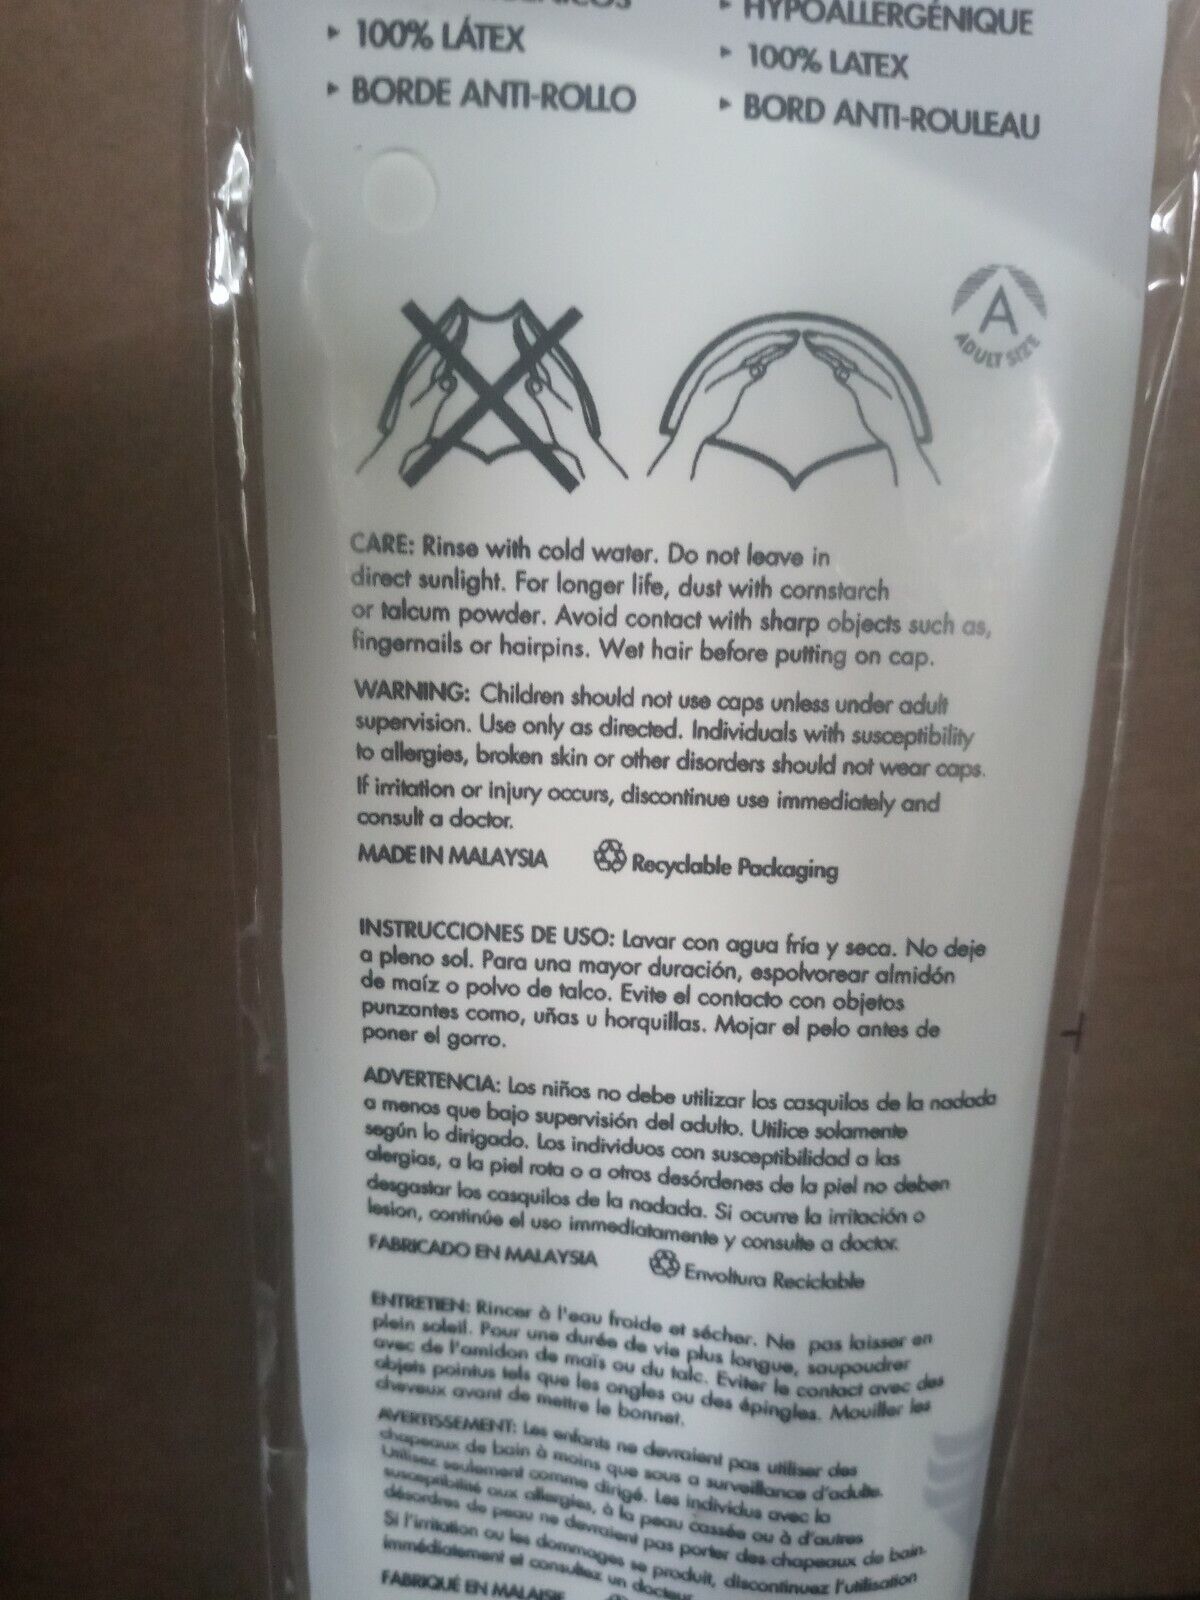 ▸ 100% LÁTEX
▸ BORDE ANTI-ROLLO
▸ HYPOALLERGÉNIQUE
▸ 100% LATEX
▸ BORD ANTI-ROULEAU
A
ADULT SIZE
CARE: Rinse with cold water. Do not leave in
direct sunlight. For longer life, dust with cornstarch
or talcum powder. Avoid contact with sharp objects such as,
fingernails or hairpins. Wet hair before putting on cap.
WARNING: Children should not use caps unless under adult
supervision. Use only as directed. Individuals with susceptibility
to allergies, broken skin or other disorders should not wear caps.
If irritation or injury occurs, discontinue use immediately and
consult a doctor.
MADE IN MALAYSIA
Recyclable Packaging
INSTRUCCIONES DE USO: Lavar con agua fría y seca. No deje
a pleno sol. Para una mayor duración, espolvorear almidón
de maíz o polvo de talco. Evite el contacto con objetos
punzantes como, uñas u horquillas. Mojar el pelo antes de
poner el gorro.
ADVERTENCIA: Los niños no debe utilizar los casquilos de la nadada
a menos que bajo supervisión del adulto. Utilice solamente
según lo dirigado. Los individuos con susceptibilidad a las
alergias, a la piel rota o a otros desórdenes de la piel no deben
desgastar los casquilos de la nadada. Si ocurre la irritación o
lesion, continúe el uso immediatamente y consulte a doctor.
FABRICADO EN MALAYSIA
Envoltura Reciclable
ENTRETIEN: Rincer à l'eau froide et sécher. Ne pas laisser en
plein soleil. Pour une durée de vie plus longue, saupoudrer
avec de l'amidon de maïs ou du talc. Eviter le contact avec des
objets pointus tels que les ongles ou des épingles. Mouiller les
cheveux avant de mettre le bonnet.
AVERTISSEMENT: Les enfants ne devraient pas utiliser des
chapeaux de bain à moins que sous a surveillance d'adulte.
Utilisez seulement comme dirigé. Les individus avec la
susceptibilité aux allergies, à la peau cassée ou à d'autres
désordres de peau ne devraient pas porter des chapeaux de bain.
Si l'irritation ou les dommages se produit, discontinuez l'utilisation
immédiatement et consultez un docteur.
FABRIQUÉ EN MALAISIE